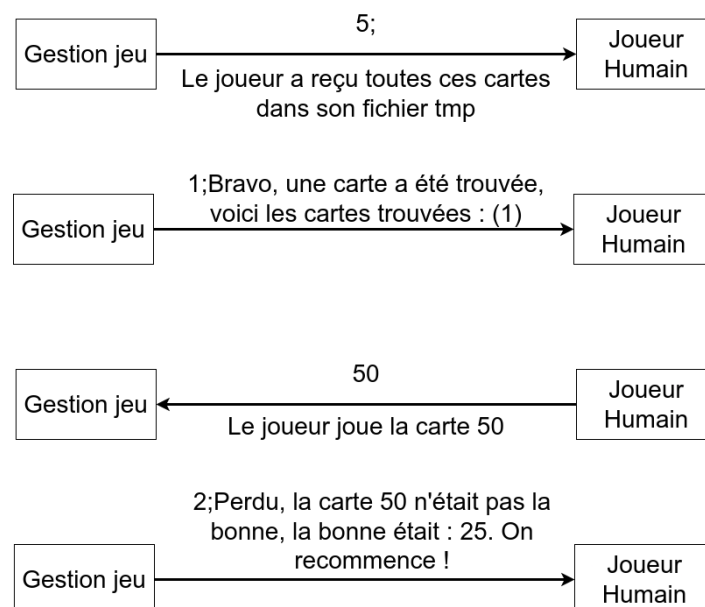 5;
Gestion jeu
Joueur
Humain
Le joueur a reçu toutes ces cartes
dans son fichier tmp
1;Bravo, une carte a été trouvée,
voici les cartes trouvées : (1)
Gestion jeu
Joueur
Humain
50
Gestion jeu
Joueur
Humain
Le joueur joue la carte 50
2;Perdu, la carte 50 n'était pas la
bonne, la bonne était : 25. On
recommence !
Gestion jeu
Joueur
Humain